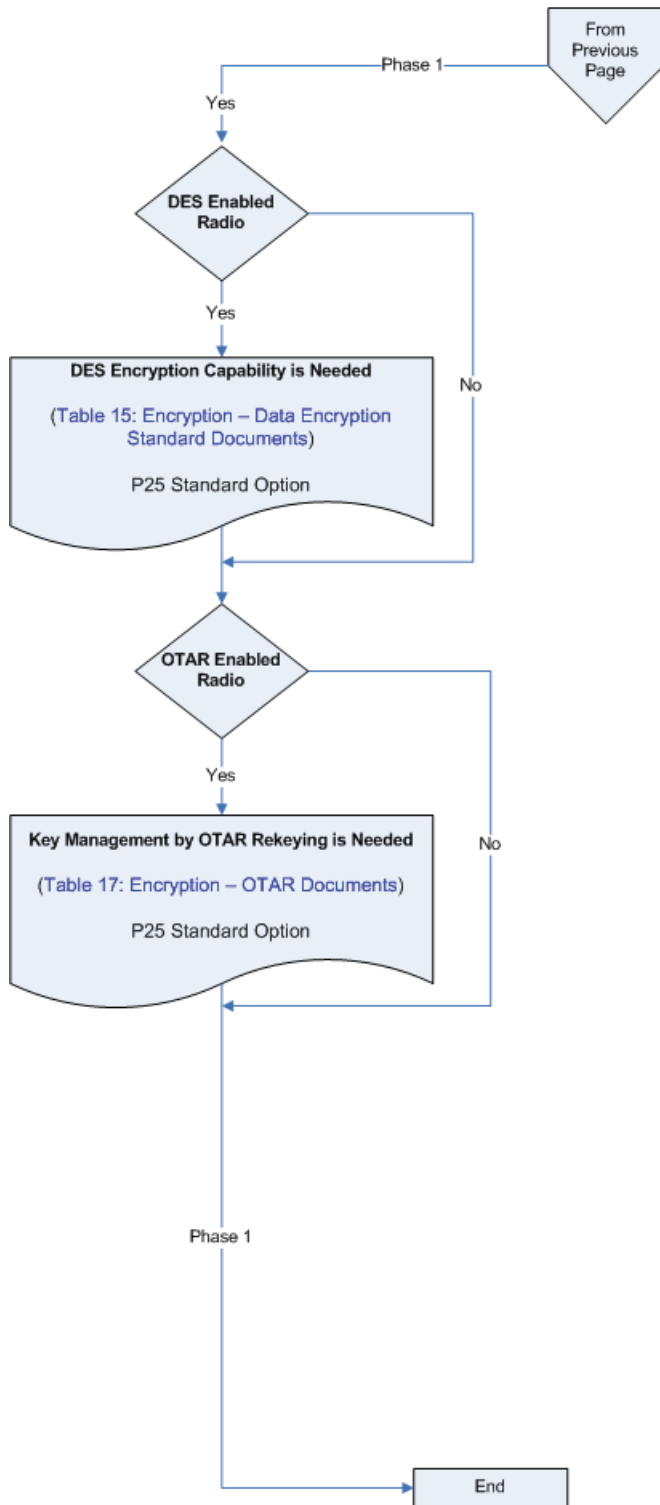 From
Previous
Page
Phase 1
Yes
DES Enabled
Radio
Yes
No
DES Encryption Capability is Needed
(Table 15: Encryption – Data Encryption
Standard Documents)
P25 Standard Option
OTAR Enabled
Radio
Yes
No
Key Management by OTAR Rekeying is Needed
(Table 17: Encryption – OTAR Documents)
P25 Standard Option
Phase 1
End